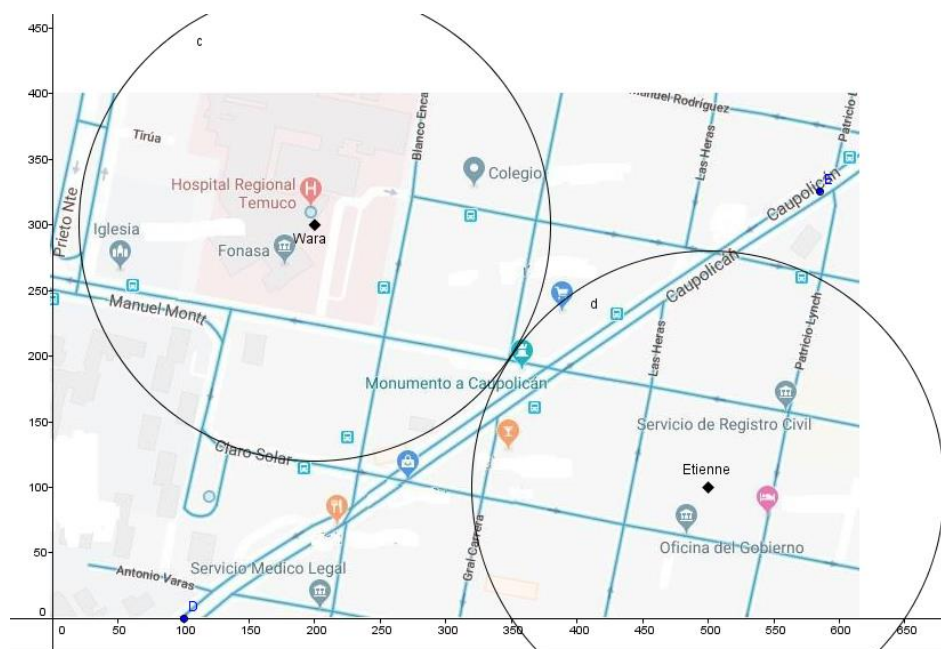 450
c
400
Manuel Rodríguez
Patricio L
Blanco Enca
Tirúa
Las Heras
350
Colegio
Hospital Regional
Temuco
E
Caupolicán
300
Prieto Nte
Iglesia
Wara
Fonasa
Caupolicán
250
Manuel Montt
d
Patricio Lynch
200
Las Heras
Monumento a Caupolicán
150
Servicio de Registro Civil
Claro Solar
Etienne
100
Gral Carrera
Oficina del Gobierno
50
Servicio Medico Legal
Antonio Varas
D
0
0 50 100 150 200 250 300 350 400 450 500 550 600 650